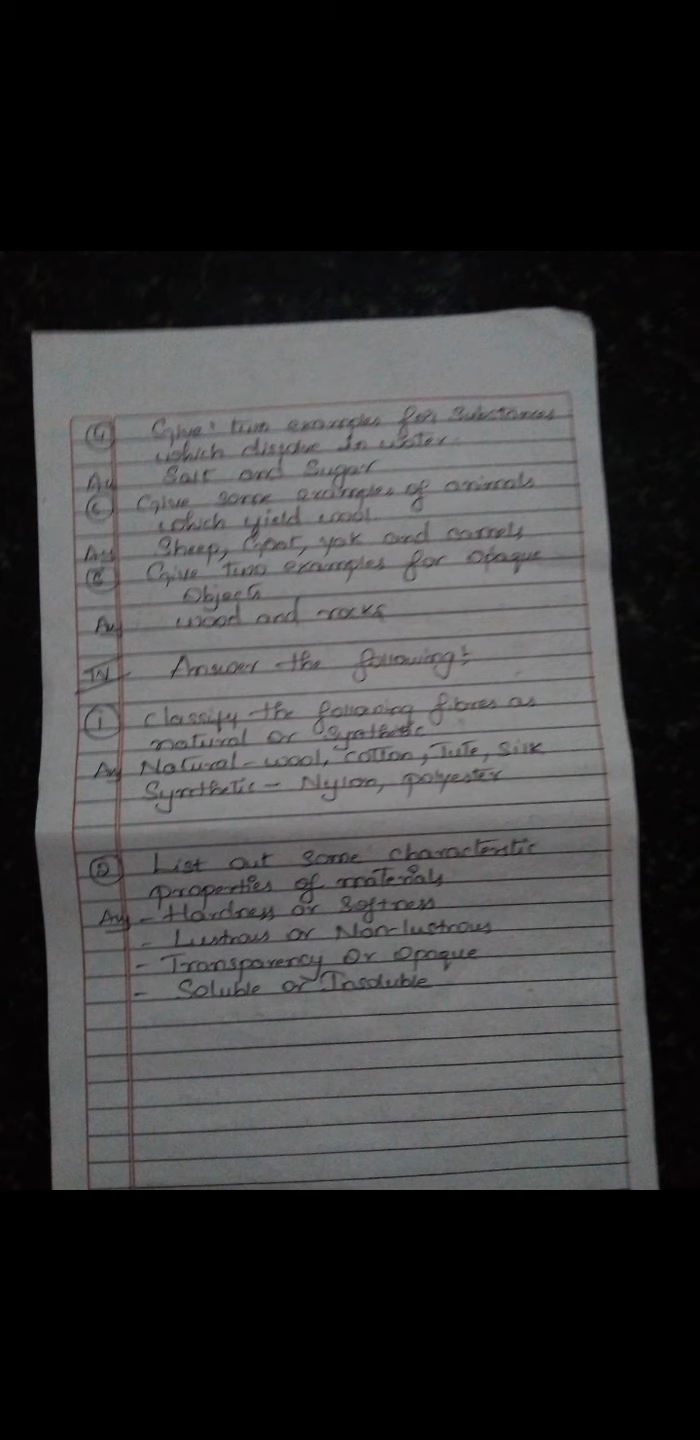 ④ Give two examples for substances
which dissolve in water.
Ans Salt and Sugar
Give some examples of animals
which yield wool
Ans Sheep, Goat, yak and camels
Give two examples for opaque
Objects
Ans wood and rocks
IV Answer the following:
① classify the following fibres as
natural or synthetic
Ans Natural - wool, cotton, Jute, silk
Synthetic - Nylon, polyester
② List out some characteristic
properties of materials
Ans - Hardness or Softness
- Lustrous or Non-lustrous
- Transparency or Opaque
- Soluble or Insoluble